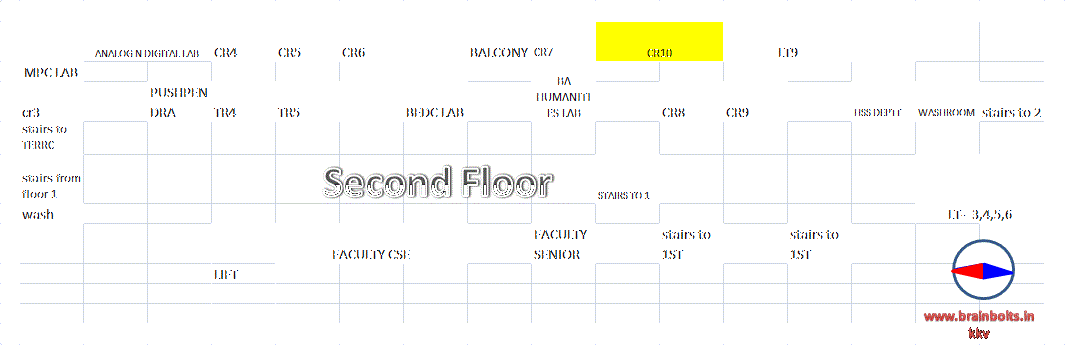 ANALOG N DIGITAL LAB CR4 CR5 CR6 BALCONY CR7 CR10 LT9
MPC LAB
BA
PUSHPEN HUMANITI
cr3 DRA TR4 TR5 BEDC LAB ES LAB CR8 CR9 HSS DEPTT WASHROOM stairs to 2
stairs to
TERRC
stairs from
floor 1
Second Floor
STAIRS TO 1
wash LT- 3,4,5,6
FACULTY stairs to stairs to
FACULTY CSE SENIOR 1ST 1ST
LIFT
www.brainbolts.in
kkv